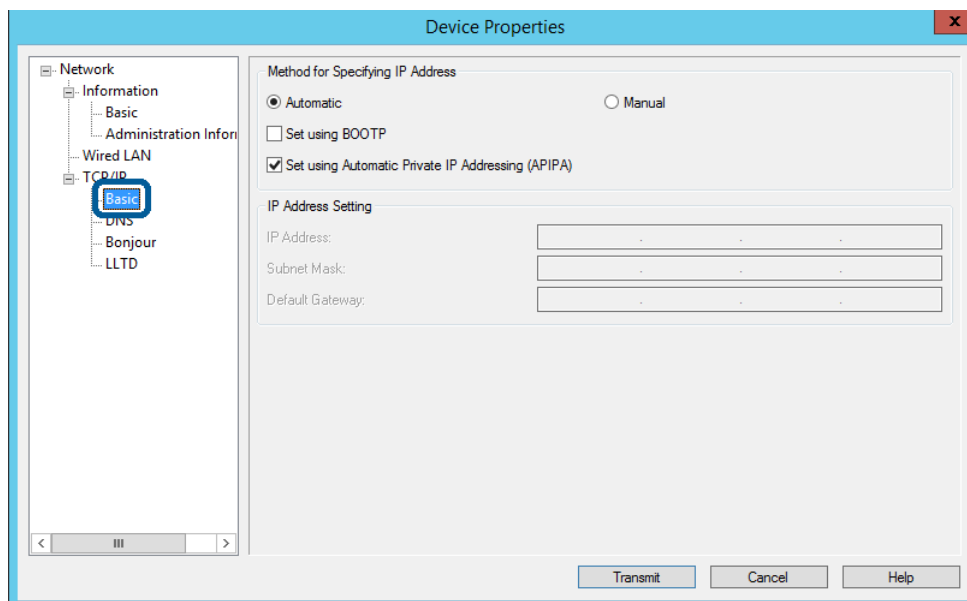 Device Properties
x
Network
Information
Basic
Administration Infor
Wired LAN
TCP/IP
Basic
DNS
Bonjour
LLTD
Method for Specifying IP Address
Automatic
Manual
Set using BOOTP
Set using Automatic Private IP Addressing (APIPA)
IP Address Setting
IP Address:
Subnet Mask:
Default Gateway:
Transmit
Cancel
Help